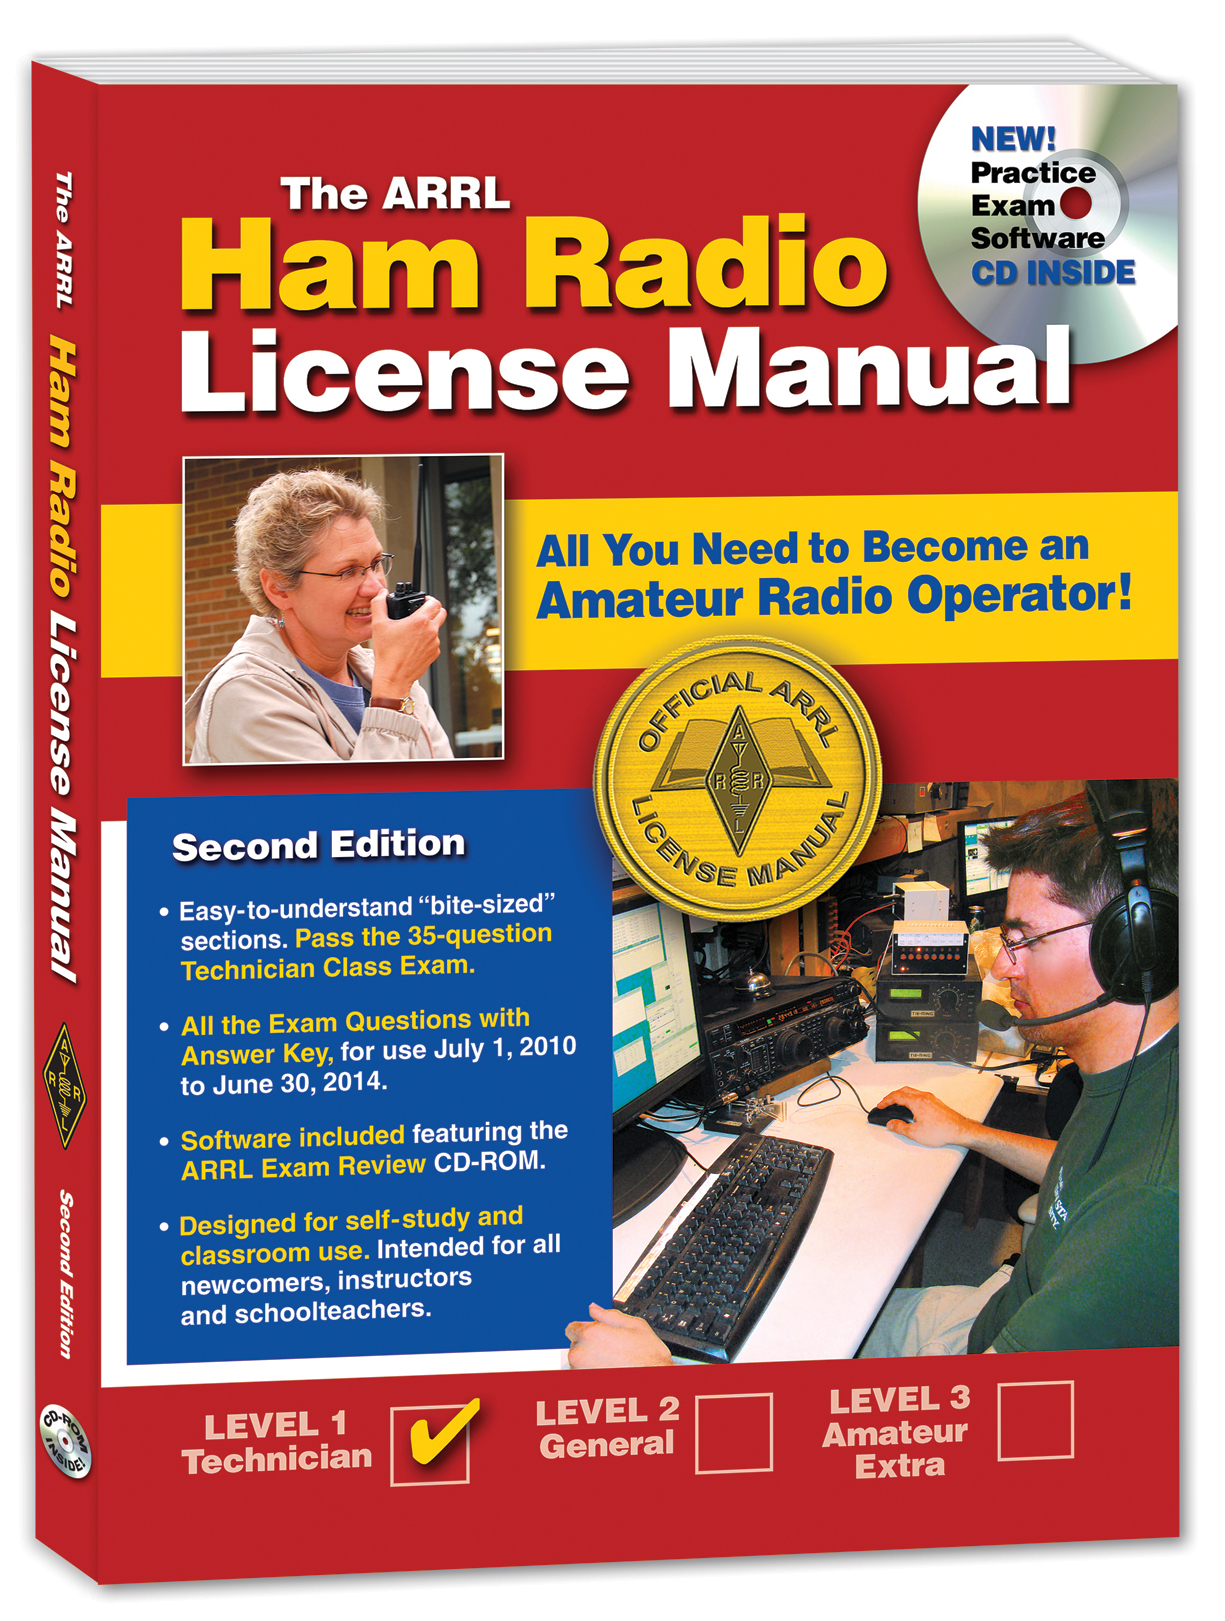 The ARRL
Ham Radio
License Manual
NEW!
Practice
Exam
Software
CD INSIDE
All You Need to Become an
Amateur Radio Operator!
OFFICIAL ARRL
A
R R
L
LICENSE MANUAL
Second Edition
• Easy-to-understand “bite-sized”
sections. Pass the 35-question
Technician Class Exam.
• All the Exam Questions with
Answer Key, for use July 1, 2010
to June 30, 2014.
• Software included featuring the
ARRL Exam Review CD-ROM.
• Designed for self-study and
classroom use. Intended for all
newcomers, instructors
and schoolteachers.
LEVEL 1
Technician
LEVEL 2
General
LEVEL 3
Amateur
Extra
The ARRL Ham Radio License Manual
A
R R
L
Second Edition
CD-ROM
INSIDE!